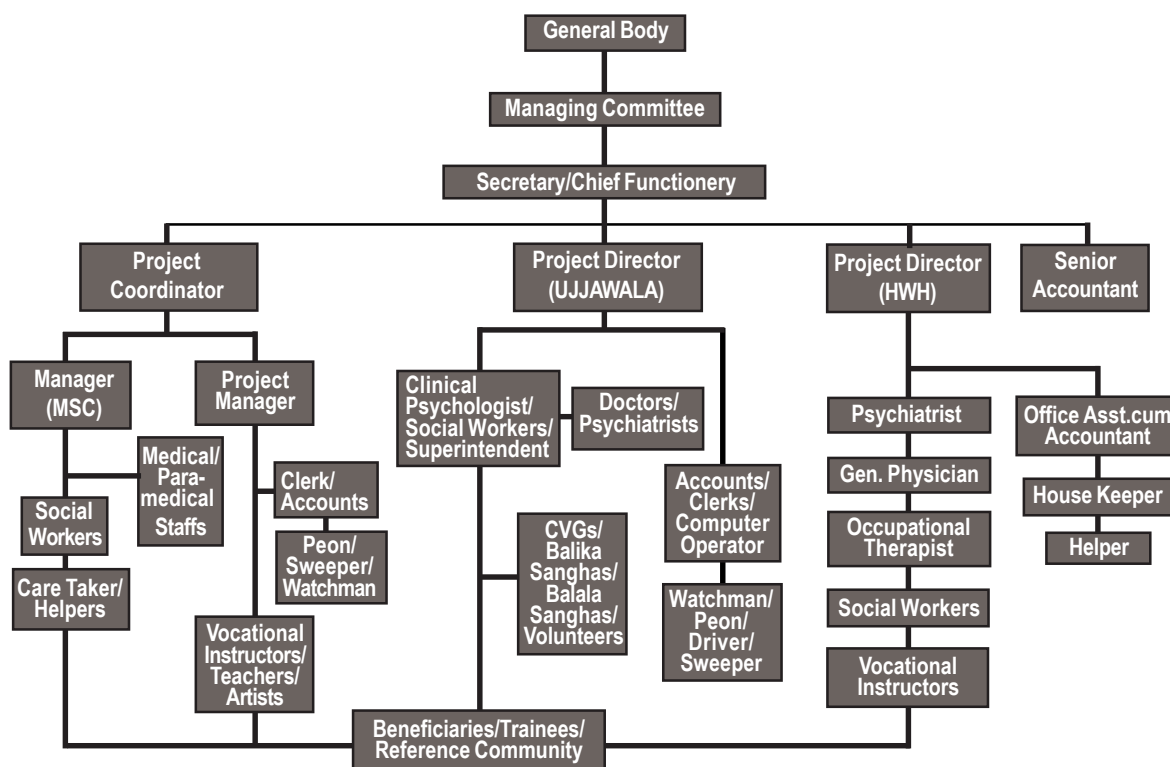 General Body
Managing Committee
Secretary/Chief Functionery
Project
Coordinator
Project Director
(UJJAWALA)
Project Director
(HWH)
Senior
Accountant
Manager
(MSC)
Project
Manager
Medical/
Para-
medical
Staffs
Social
Workers
Care Taker/
Helpers
Clerk/
Accounts
Peon/
Sweeper/
Watchman
Vocational
Instructors/
Teachers/
Artists
Clinical
Psychologist/
Social Workers/
Superintendent
Doctors/
Psychiatrists
CVGs/
Balika
Sanghas/
Balala
Sanghas/
Volunteers
Accounts/
Clerks/
Computer
Operator
Watchman/
Peon/
Driver/
Sweeper
Psychiatrist
Gen. Physician
Occupational
Therapist
Social Workers
Vocational
Instructors
Office Asst.cum
Accountant
House Keeper
Helper
Beneficiaries/Trainees/
Reference Community